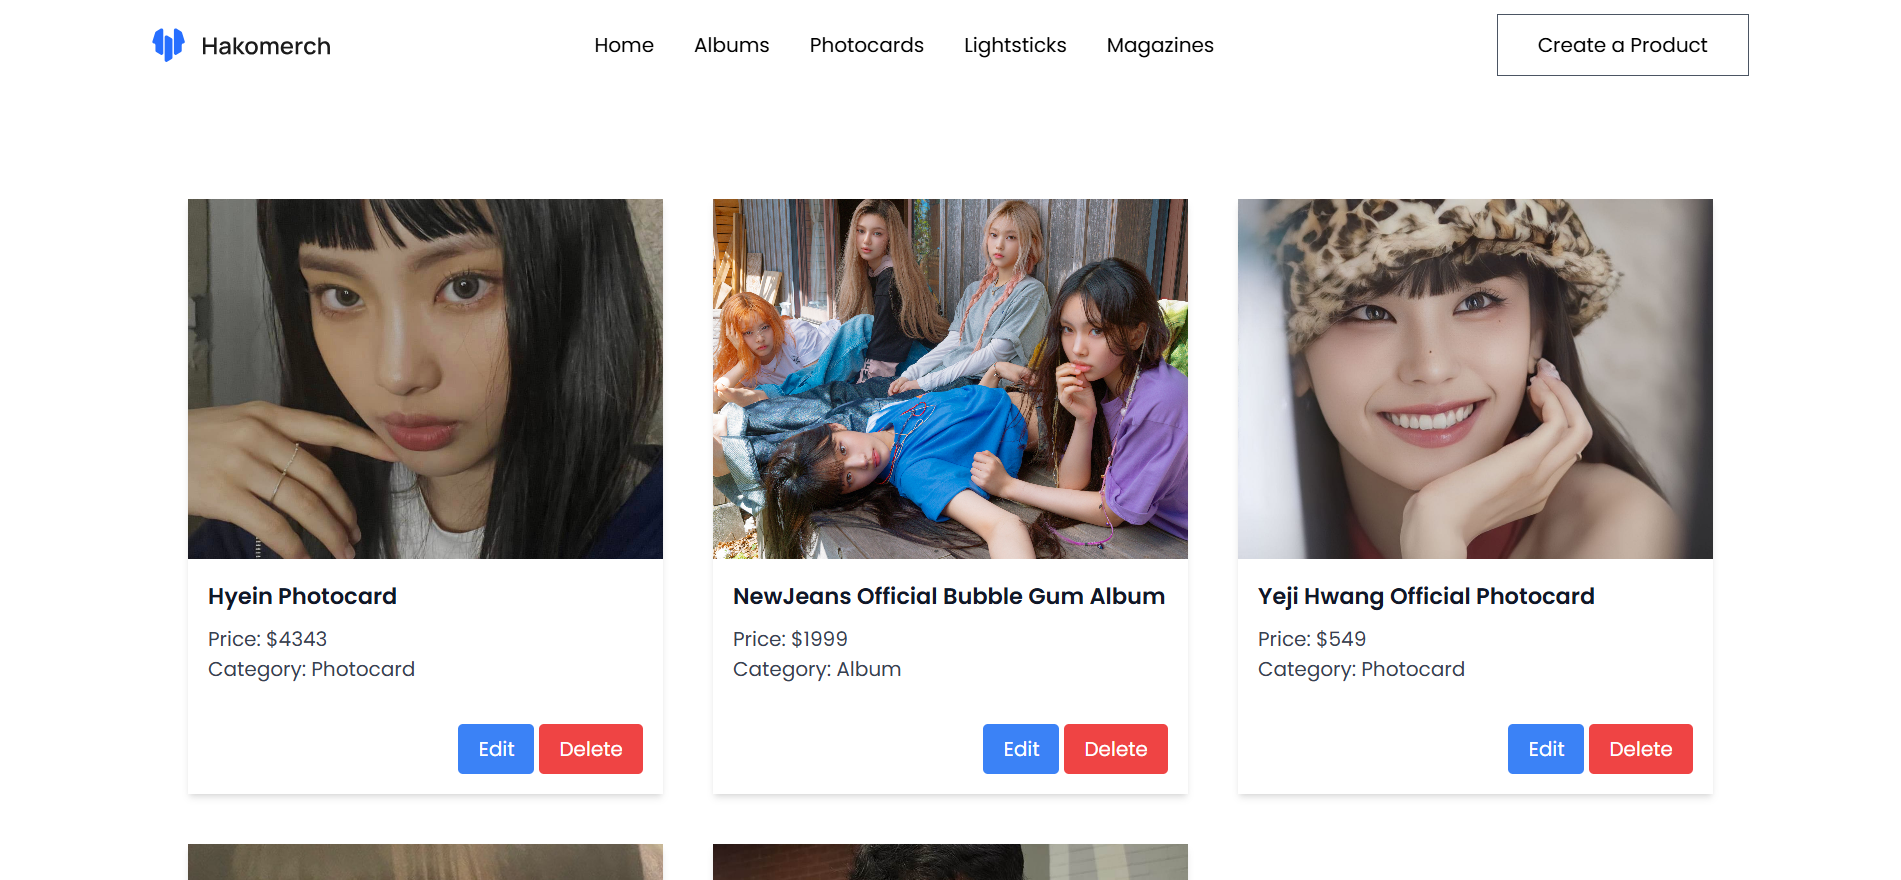 Hakomerch
Home
Albums
Photocards
Lightsticks
Magazines
Create a Product
Hyein Photocard
Price: $4343
Category: Photocard
Edit
Delete
NewJeans Official Bubble Gum Album
Price: $1999
Category: Album
Edit
Delete
Yeji Hwang Official Photocard
Price: $549
Category: Photocard
Edit
Delete